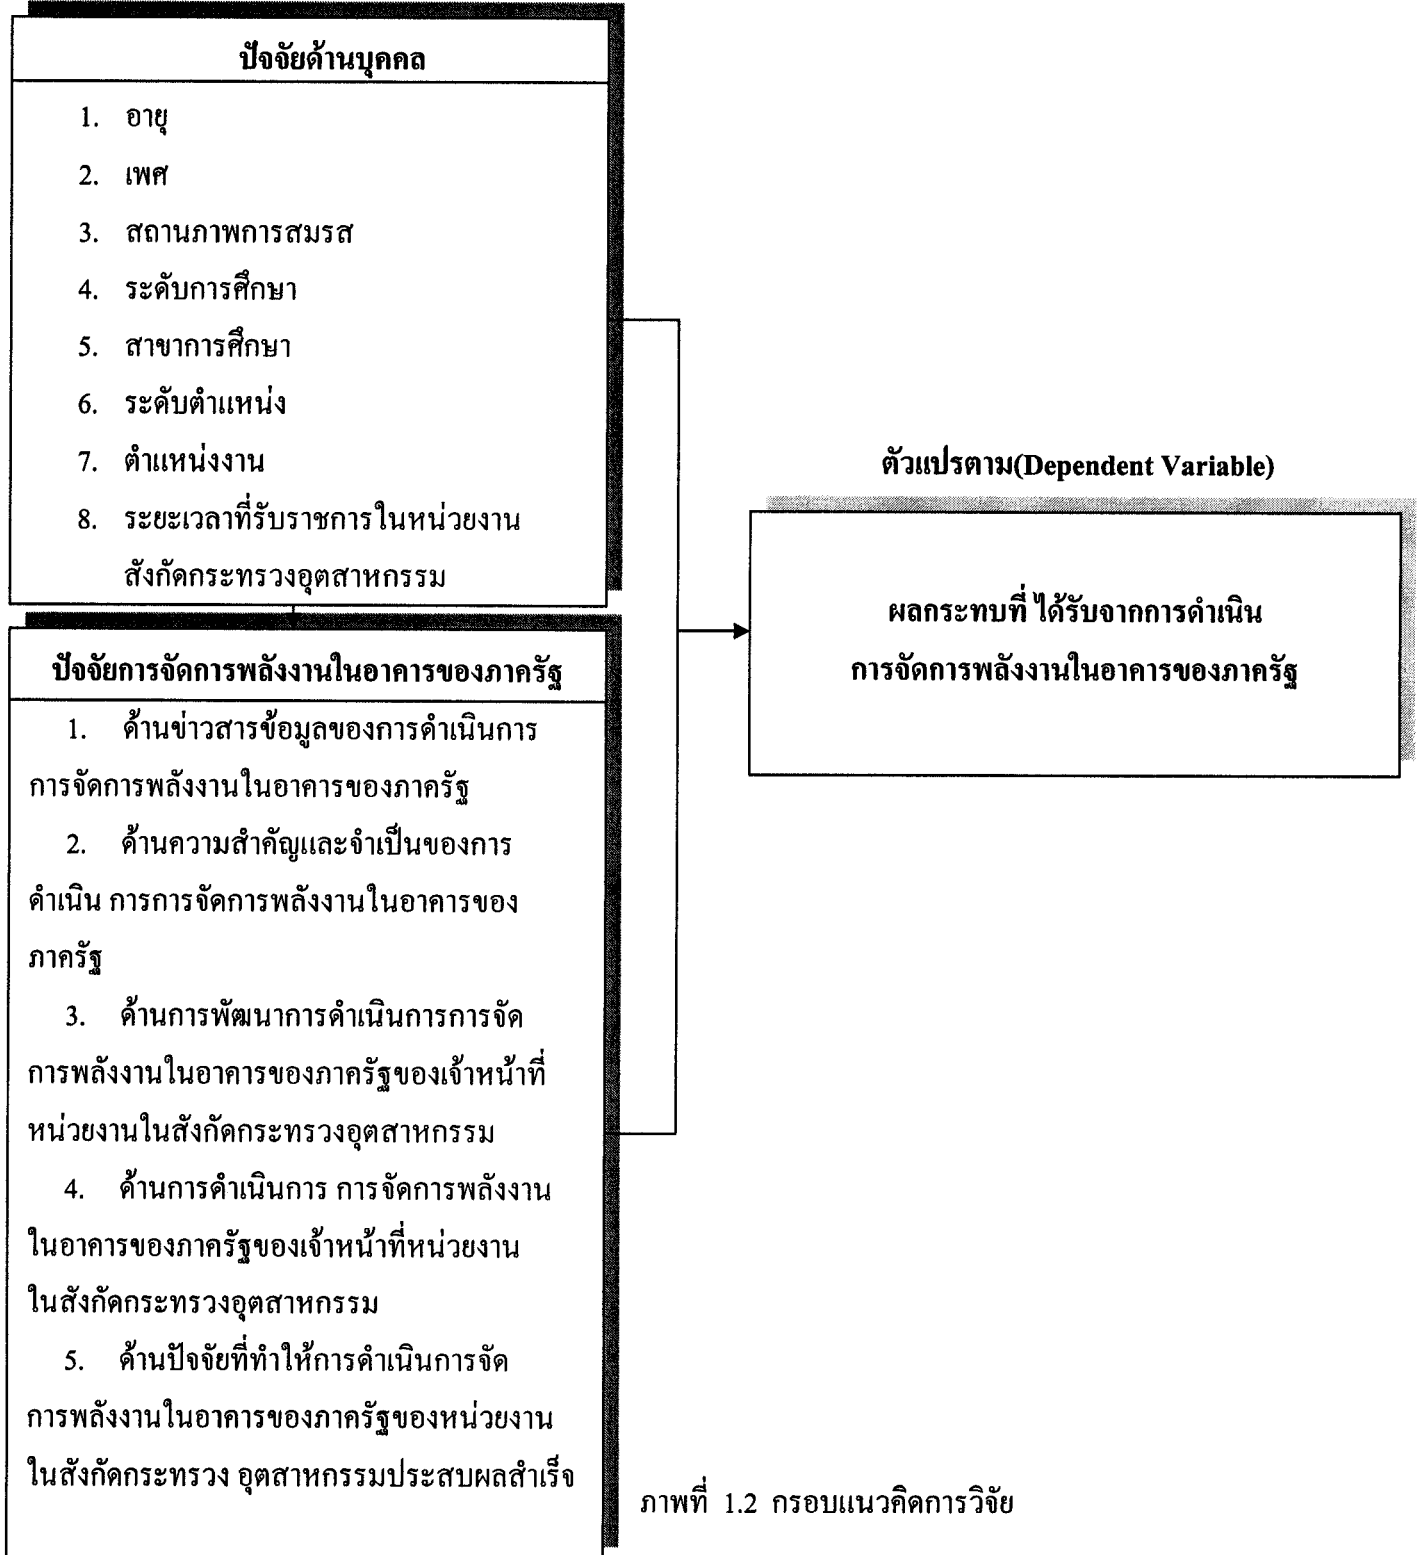 ปัจจัยด้านบุคคล
1. อายุ
2. เพศ
3. สถานภาพการสมรส
4. ระดับการศึกษา
5. สาขาการศึกษา
6. ระดับตำแหน่ง
7. ตำแหน่งงาน
8. ระยะเวลาที่รับราชการในหน่วยงาน
สังกัดกระทรวงอุตสาหกรรม
ปัจจัยการจัดการพลังงานในอาคารของภาครัฐ
1. ด้านข่าวสารข้อมูลของการดำเนินการ
การจัดการพลังงานในอาคารของภาครัฐ
2. ด้านความสำคัญและจำเป็นของการ
ดำเนิน การการจัดการพลังงานในอาคารของ
ภาครัฐ
3. ด้านการพัฒนาการดำเนินการการจัด
การพลังงานในอาคารของภาครัฐของเจ้าหน้าที่
หน่วยงานในสังกัดกระทรวงอุตสาหกรรม
4. ด้านการดำเนินการ การจัดการพลังงาน
ในอาคารของภาครัฐของเจ้าหน้าที่หน่วยงาน
ในสังกัดกระทรวงอุตสาหกรรม
5. ด้านปัจจัยที่ทำให้การดำเนินการจัด
การพลังงานในอาคารของภาครัฐของหน่วยงาน
ในสังกัดกระทรวง อุตสาหกรรมประสบผลสำเร็จ
ตัวแปรตาม(Dependent Variable)
ผลกระทบที่ ได้รับจากการดำเนิน
การจัดการพลังงานในอาคารของภาครัฐ
ภาพที่ 1.2 กรอบแนวคิดการวิจัย